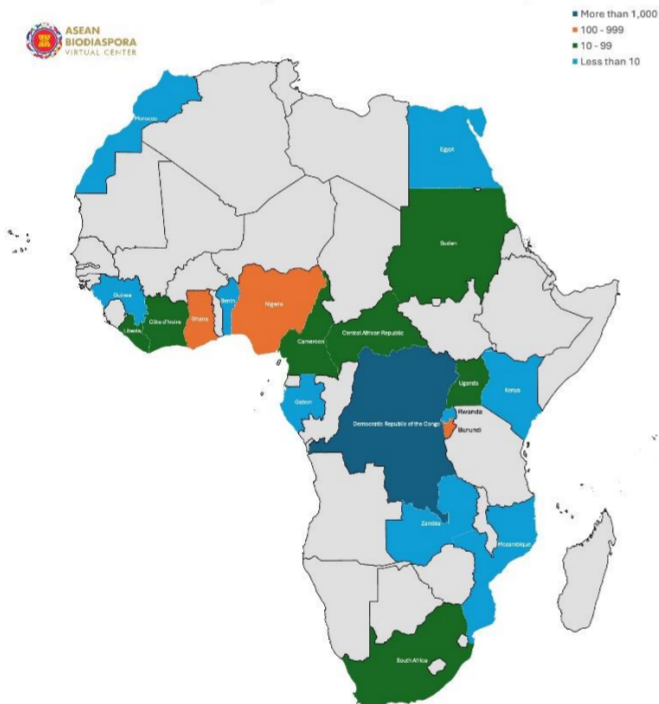 ASEAN
BIODIASPORA
VIRTUAL CENTER
More than 1,000
100 - 999
10 - 99
Less than 10
Morocco
Egypt
Sudan
Guinea
Liberia
Côte d'Ivoire
Ghana
Benin
Nigeria
Cameroon
Central African Republic
Gabon
Democratic Republic of the Congo
Uganda
Kenya
Rwanda
Burundi
Zambia
Mozambique
South Africa